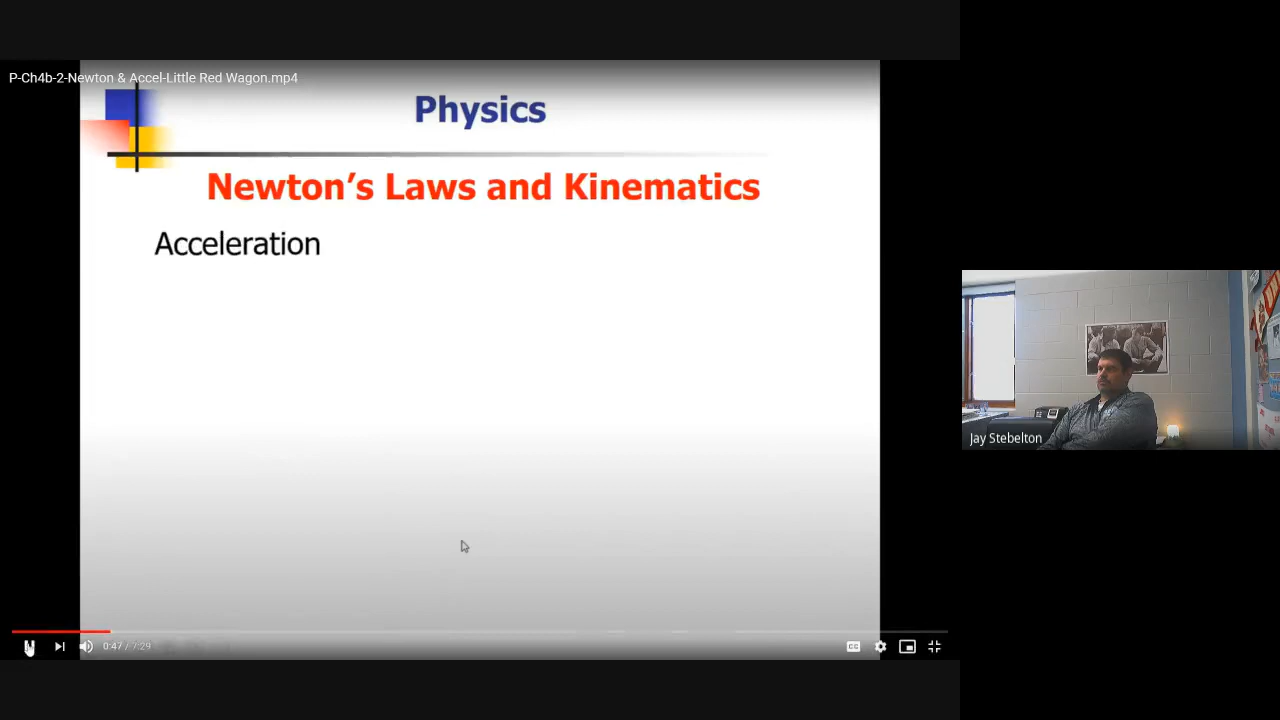 P-Ch4b-2-Newton & Accel-Little Red Wagon.mp4
Physics
Newton’s Laws and Kinematics
Acceleration
Jay Stebelton
0:47 / 7:29
CC